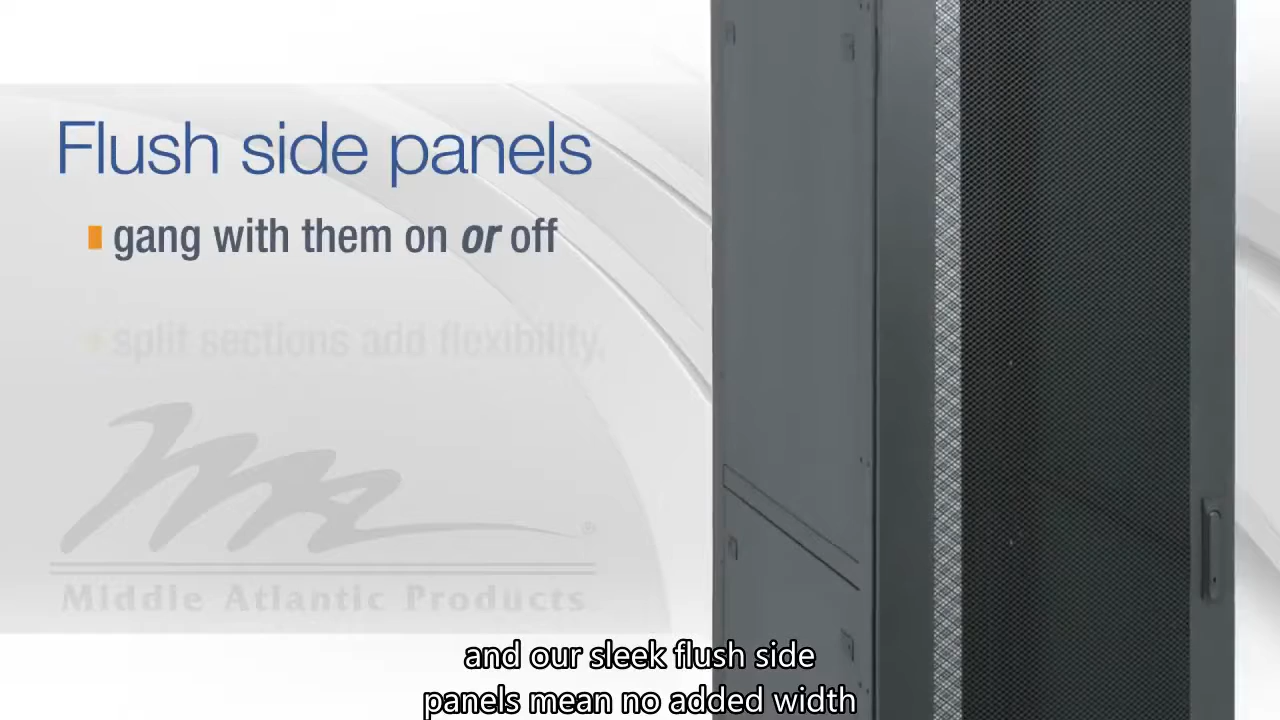 Flush side panels
gang with them on or off
split sections add flexibility,
Middle Atlantic Products
and our sleek flush side
panels mean no added width